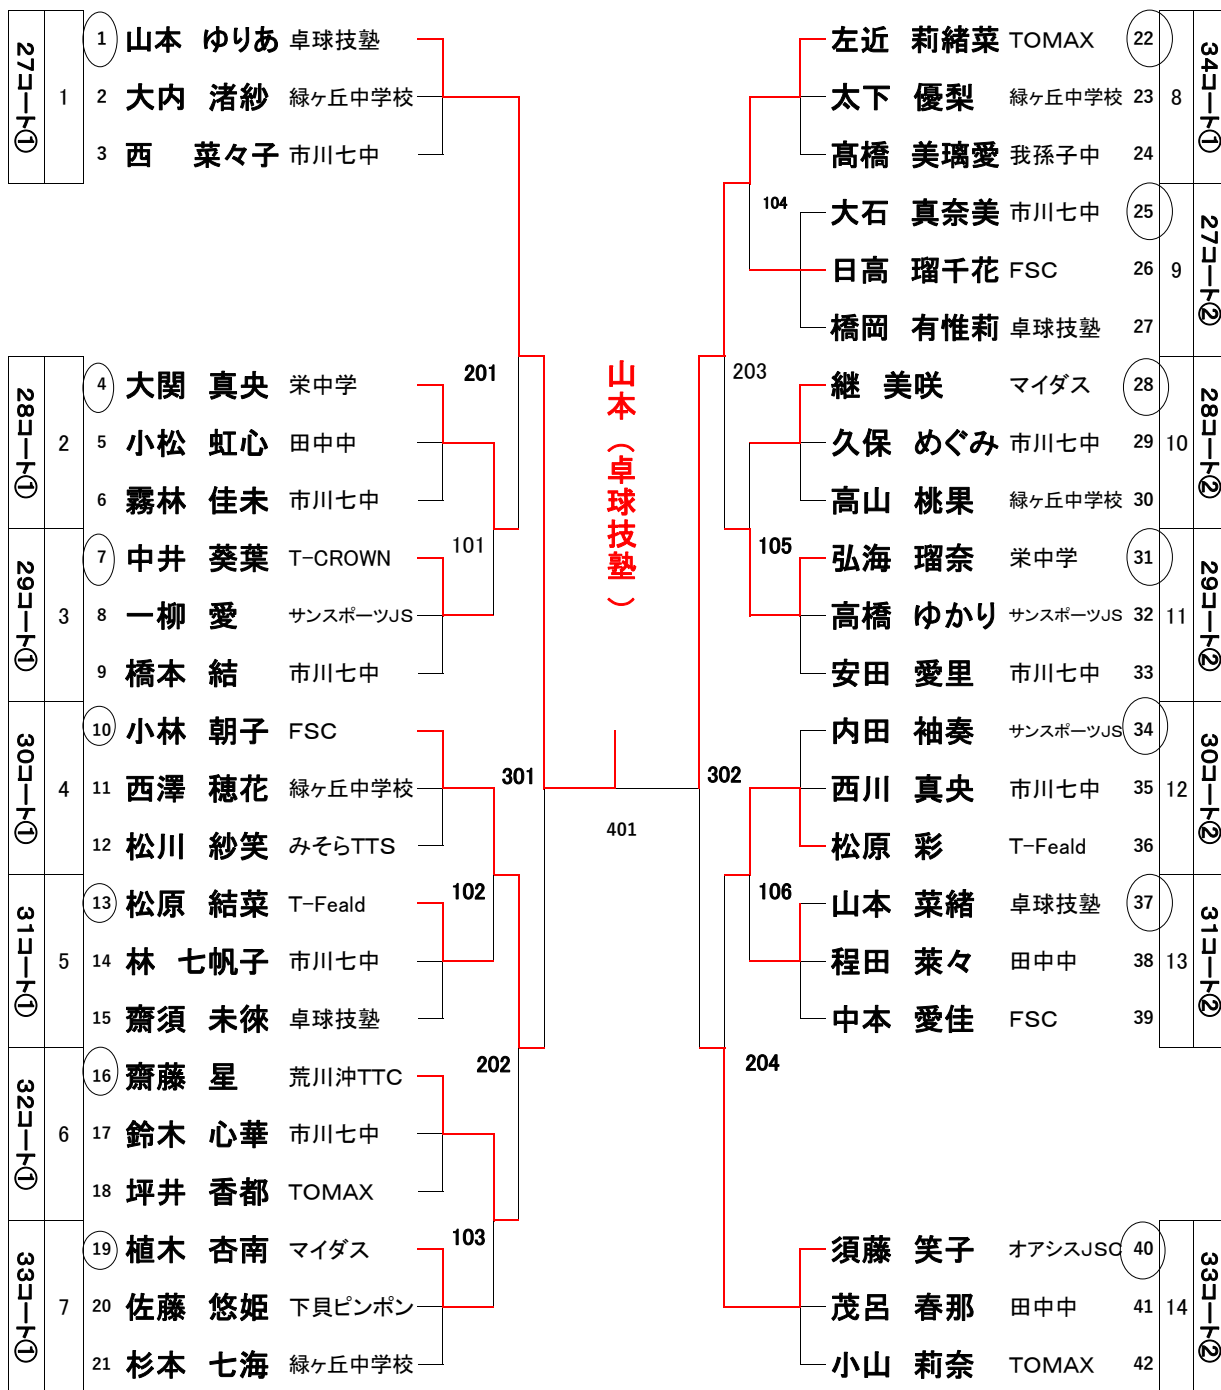 27コート①
1
1 山本 ゆりあ 卓球技塾
2 大内 渚紗 緑ヶ丘中学校
3 西 菜々子 市川七中
28コート①
2
4 大関 真央 栄中学
5 小松 虹心 田中中
6 霧林 佳未 市川七中
29コート①
3
7 中井 葵葉 T-CROWN
8 一柳 愛 サンスポーツJS
9 橋本 結 市川七中
30コート①
4
10 小林 朝子 FSC
11 西澤 穂花 緑ヶ丘中学校
12 松川 紗笑 みそらTTS
31コート①
5
13 松原 結菜 T-Feald
14 林 七帆子 市川七中
15 齋須 未徠 卓球技塾
32コート①
6
16 齋藤 星 荒川沖TTC
17 鈴木 心華 市川七中
18 坪井 香都 TOMAX
33コート①
7
19 植木 杏南 マイダス
20 佐藤 悠姫 下貝ピンポン
21 杉本 七海 緑ヶ丘中学校
201
101
301
102
202
103
山本（卓球技塾）
401
104
203
105
302
106
204
左近 莉緒菜 TOMAX 22
太下 優梨 緑ヶ丘中学校 23
髙橋 美璃愛 我孫子中 24
8
34コート①
大石 真奈美 市川七中 25
日高 瑠千花 FSC 26
橋岡 有惟莉 卓球技塾 27
9
27コート②
継 美咲 マイダス 28
久保 めぐみ 市川七中 29
高山 桃果 緑ヶ丘中学校 30
10
28コート②
弘海 瑠奈 栄中学 31
高橋 ゆかり サンスポーツJS 32
安田 愛里 市川七中 33
11
29コート②
内田 袖奏 サンスポーツJS 34
西川 真央 市川七中 35
松原 彩 T-Feald 36
12
30コート②
山本 菜緒 卓球技塾 37
程田 莱々 田中中 38
中本 愛佳 FSC 39
13
31コート②
須藤 笑子 オアシスJSC 40
茂呂 春那 田中中 41
小山 莉奈 TOMAX 42
14
33コート②